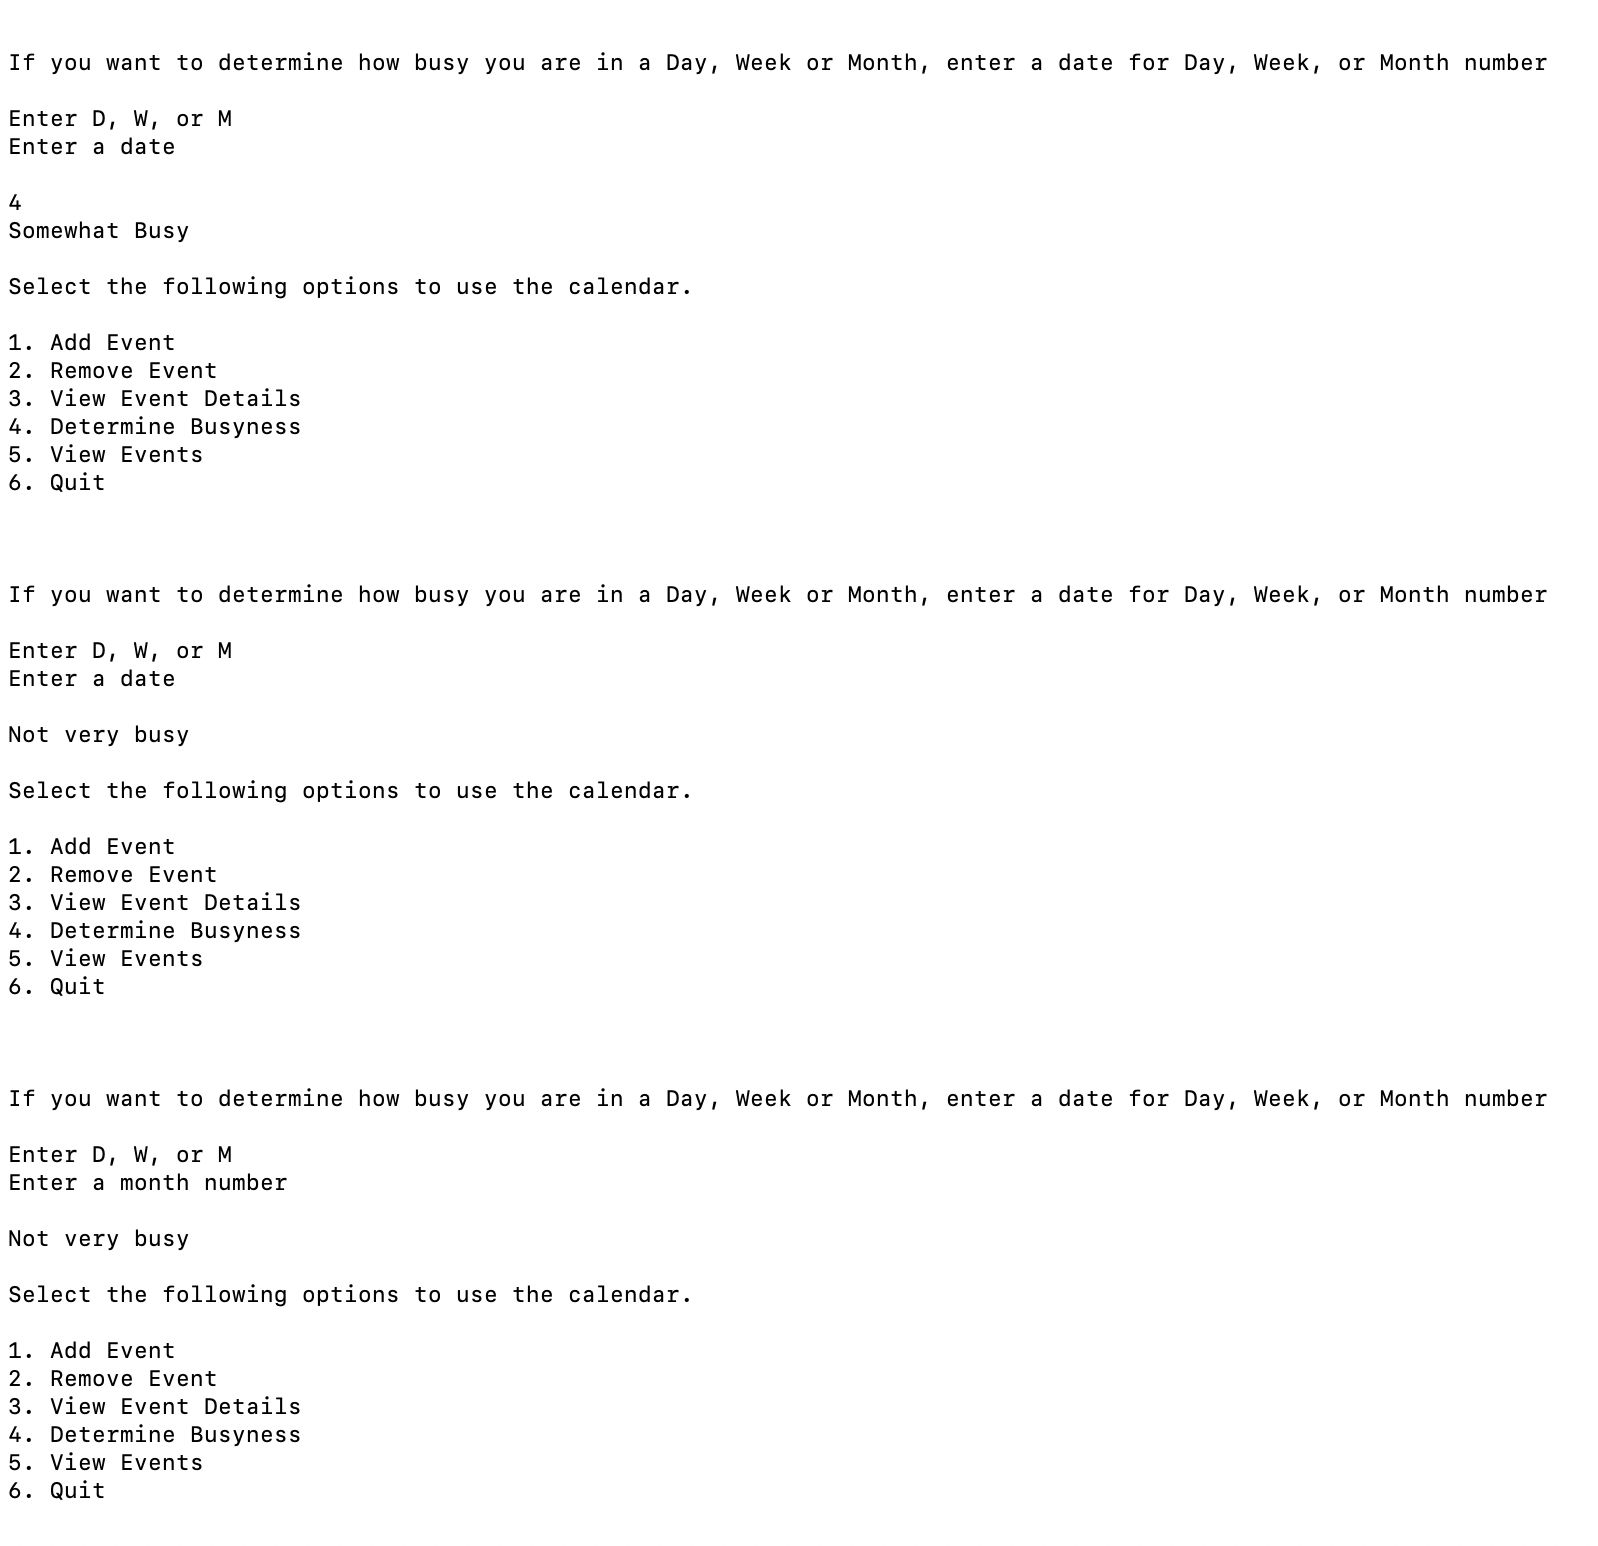 If you want to determine how busy you are in a Day, Week or Month, enter a date for Day, Week, or Month number
Enter D, W, or M
Enter a date
4
Somewhat Busy
Select the following options to use the calendar.
1. Add Event
2. Remove Event
3. View Event Details
4. Determine Busyness
5. View Events
6. Quit
If you want to determine how busy you are in a Day, Week or Month, enter a date for Day, Week, or Month number
Enter D, W, or M
Enter a date
Not very busy
Select the following options to use the calendar.
1. Add Event
2. Remove Event
3. View Event Details
4. Determine Busyness
5. View Events
6. Quit
If you want to determine how busy you are in a Day, Week or Month, enter a date for Day, Week, or Month number
Enter D, W, or M
Enter a month number
Not very busy
Select the following options to use the calendar.
1. Add Event
2. Remove Event
3. View Event Details
4. Determine Busyness
5. View Events
6. Quit